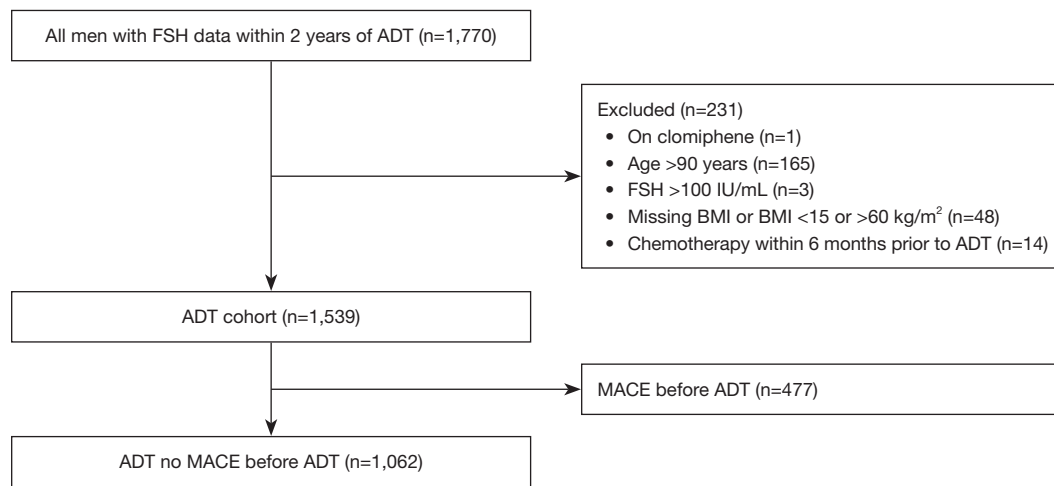 All men with FSH data within 2 years of ADT (n=1,770)
Excluded (n=231)
• On clomiphene (n=1)
• Age >90 years (n=165)
• FSH >100 IU/mL (n=3)
• Missing BMI or BMI <15 or >60 kg/m² (n=48)
• Chemotherapy within 6 months prior to ADT (n=14)
ADT cohort (n=1,539)
MACE before ADT (n=477)
ADT no MACE before ADT (n=1,062)